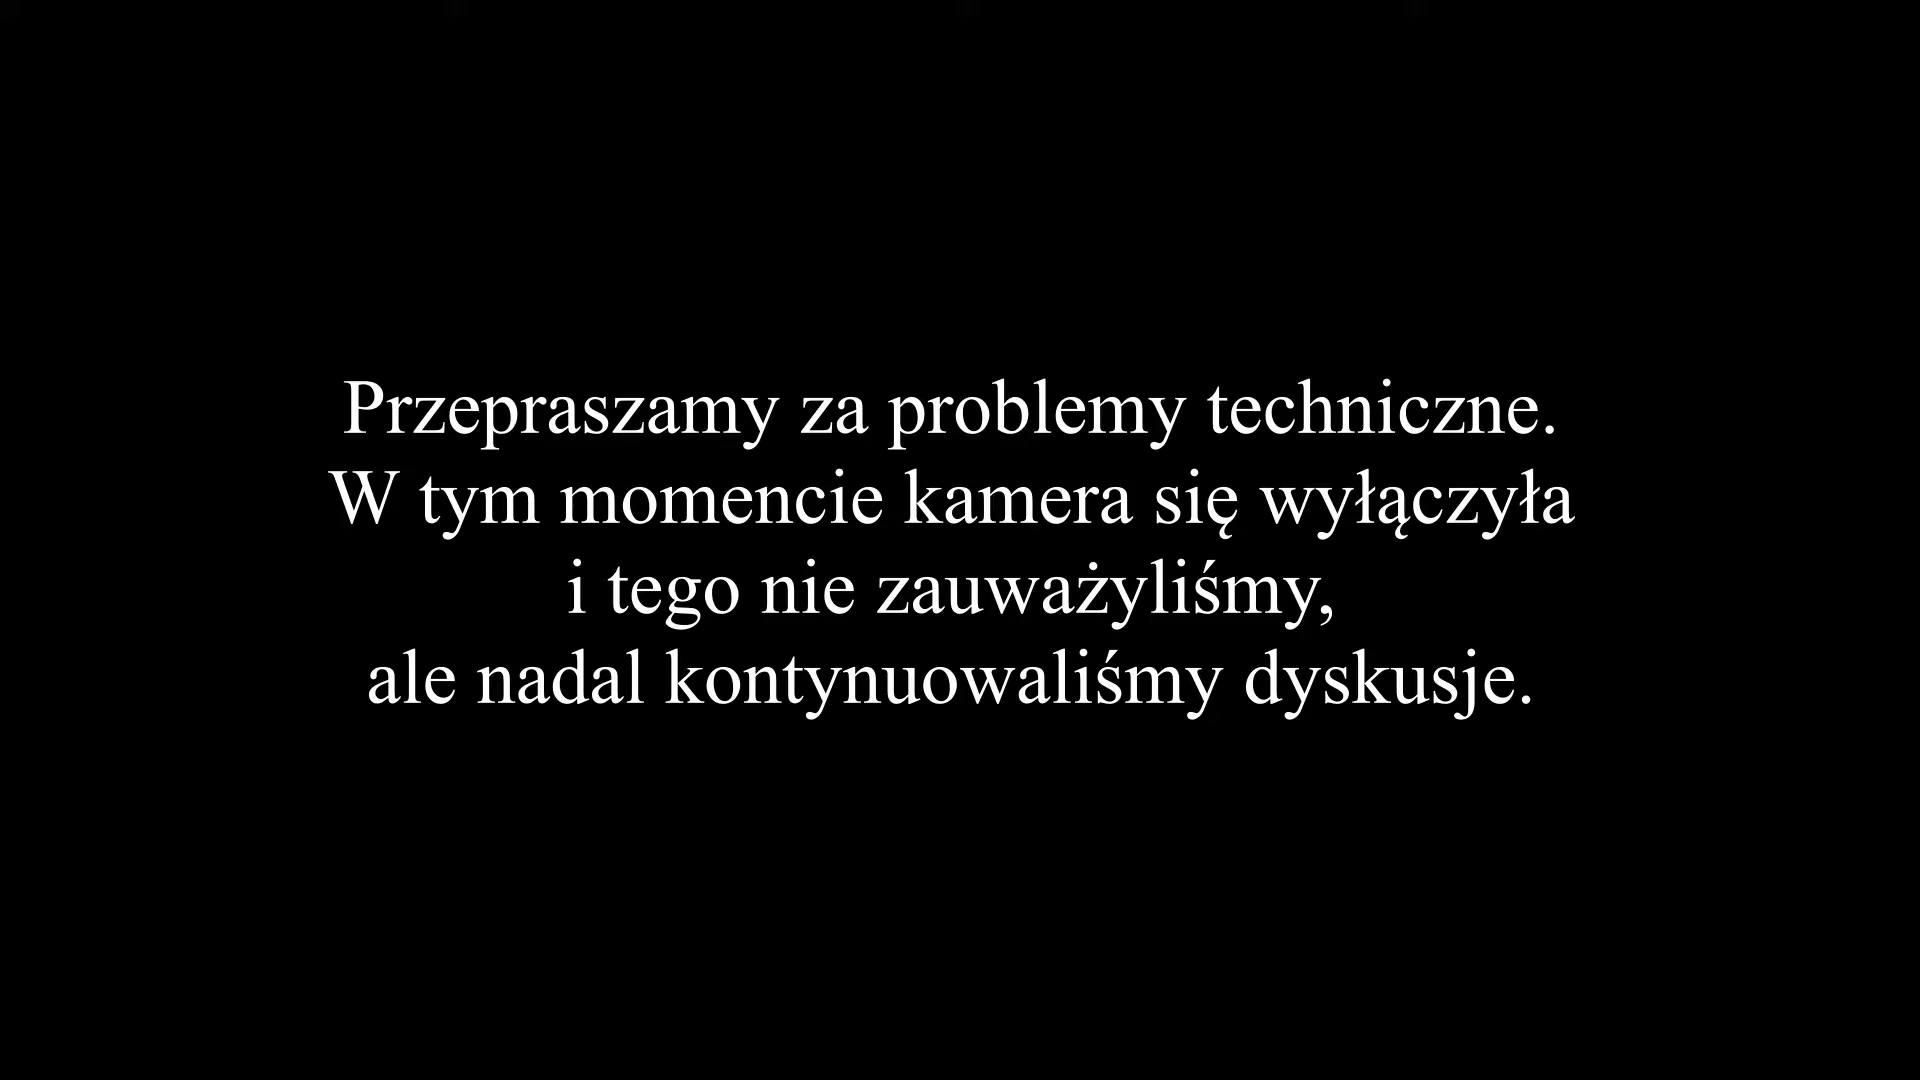 Przepraszamy za problemy techniczne.
W tym momencie kamera się wyłączyła
i tego nie zauważyliśmy,
ale nadal kontynuowaliśmy dyskusje.